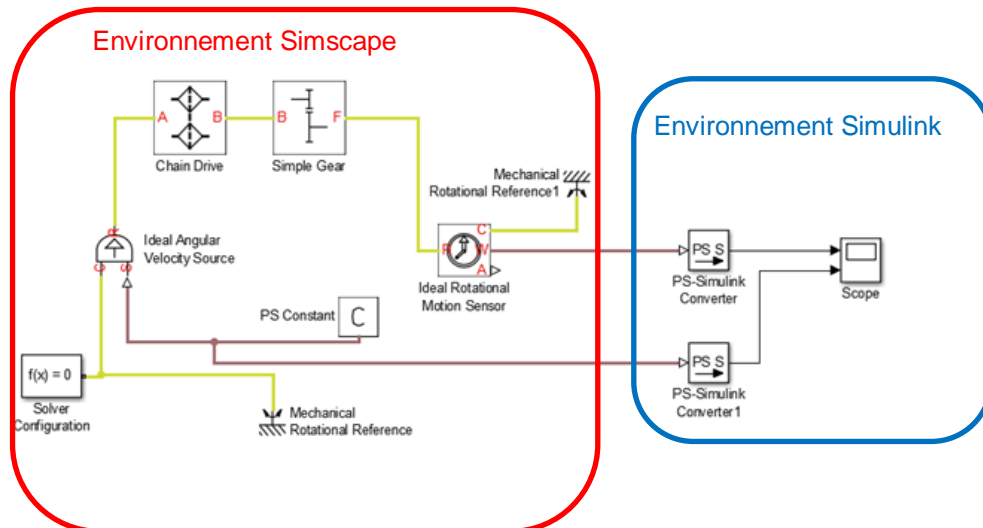 Environnement Simscape
Environnement Simulink
A
B
Chain Drive
B
F
Simple Gear
Mechanical
Rotational Reference1
R
C
W
A
Ideal Rotational
Motion Sensor
R
C
S
Ideal Angular
Velocity Source
PS Constant
C
f(x) = 0
Solver
Configuration
Mechanical
Rotational Reference
PS S
PS-Simulink
Converter
Scope
PS S
PS-Simulink
Converter1